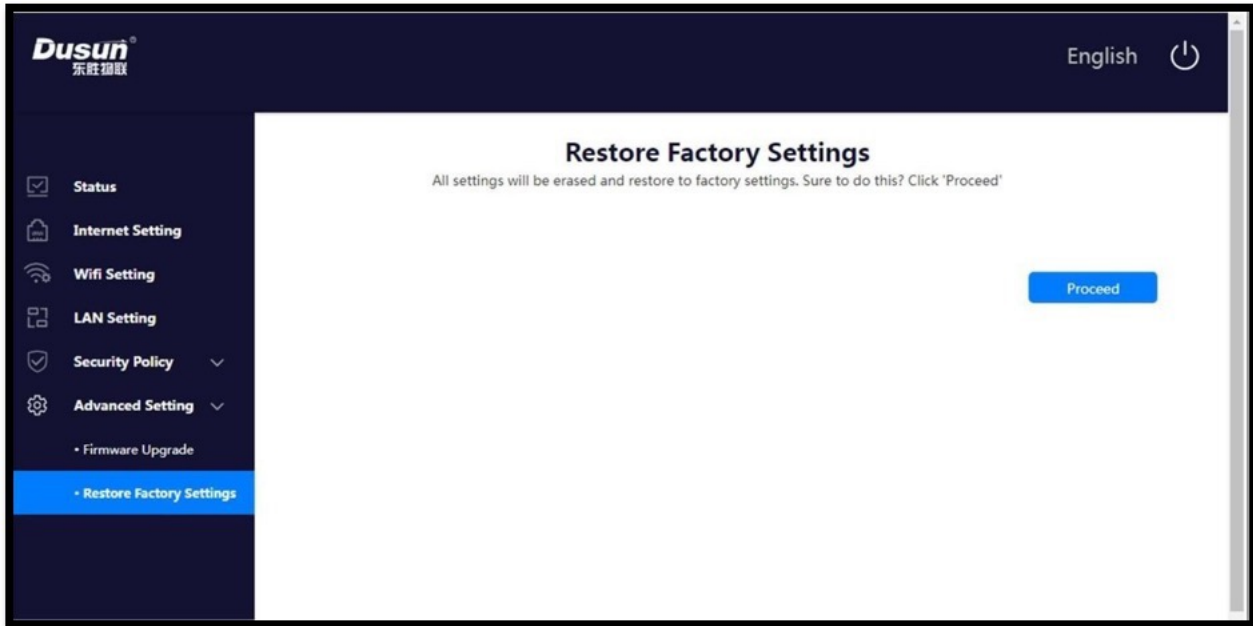 Dusun®
东胜物联
English
Status
Internet Setting
Wifi Setting
LAN Setting
Security Policy
Advanced Setting
• Firmware Upgrade
• Restore Factory Settings
Restore Factory Settings
All settings will be erased and restore to factory settings. Sure to do this? Click 'Proceed'
Proceed